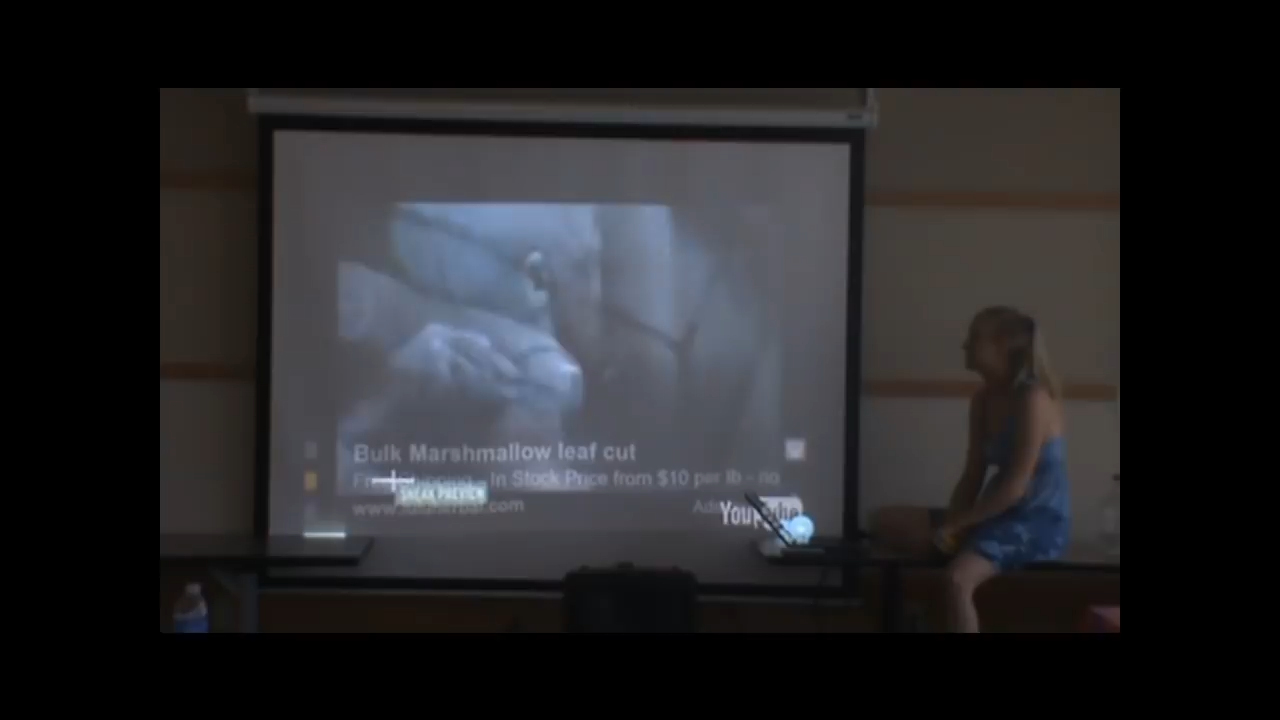 Bulk Marshmallow leaf cut
In Stock Price from $10 per lb - no
SNEAK PREVIEW
YouTube